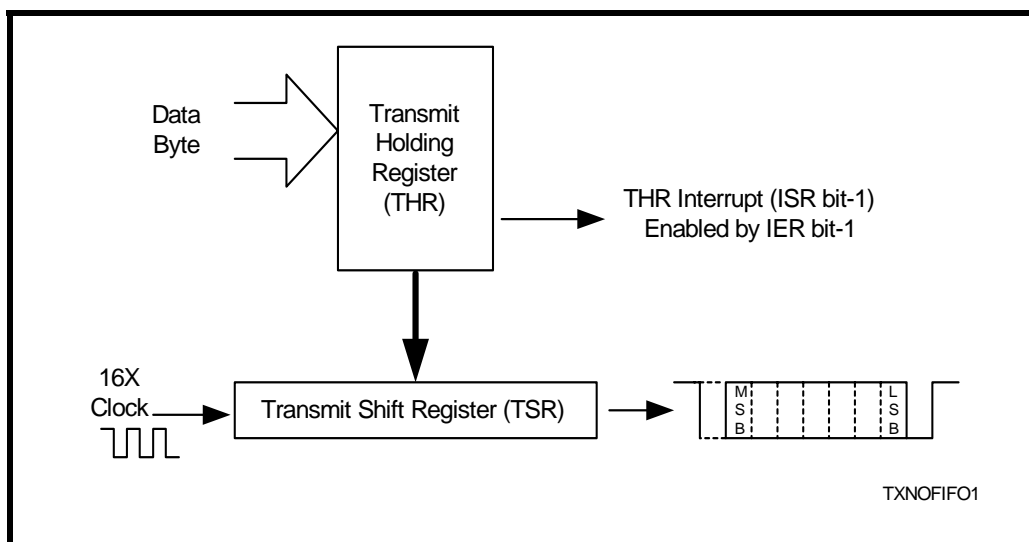 Data
Byte
Transmit
Holding
Register
(THR)
THR Interrupt (ISR bit-1)
Enabled by IER bit-1
16X
Clock
Transmit Shift Register (TSR)
M
S
B
L
S
B
TXNOFIFO1